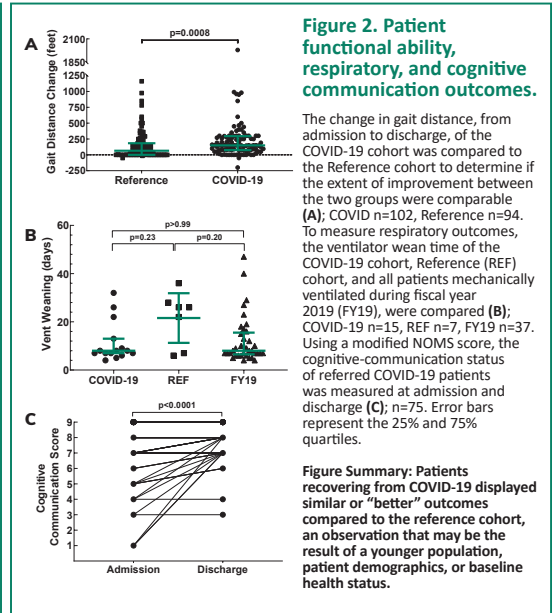 A
p=0.0008
Gait Distance Change (feet)
2100
1850
1250
1000
750
500
250
0
-250
Reference
COVID-19
B
p>0.99
p=0.23
p=0.20
Vent Weaning (days)
60
40
20
0
COVID-19
REF
FY19
C
p<0.0001
Cognitive
Communication Score
9
8
7
6
5
4
3
2
1
Admission
Discharge
Figure 2. Patient
functional ability,
respiratory, and cognitive
communication outcomes.
The change in gait distance, from
admission to discharge, of the
COVID-19 cohort was compared to
the Reference cohort to determine if
the extent of improvement between
the two groups were comparable
(A); COVID n=102, Reference n=94.
To measure respiratory outcomes,
the ventilator wean time of the
COVID-19 cohort, Reference (REF)
cohort, and all patients mechanically
ventilated during fiscal year
2019 (FY19), were compared (B);
COVID-19 n=15, REF n=7, FY19 n=37.
Using a modified NOMS score, the
cognitive-communication status
of referred COVID-19 patients
was measured at admission and
discharge (C); n=75. Error bars
represent the 25% and 75%
quartiles.
Figure Summary: Patients
recovering from COVID-19 displayed
similar or “better” outcomes
compared to the reference cohort,
an observation that may be the
result of a younger population,
patient demographics, or baseline
health status.